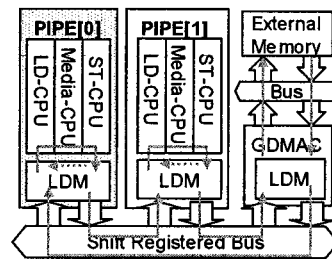 PIPE[0]
LD-CPU
Media-CPU
ST-CPU
LDM
PIPE[1]
LD-CPU
Media-CPU
ST-CPU
LDM
External
Memory
Bus
GDMAC
LDM
Shift Registered Bus